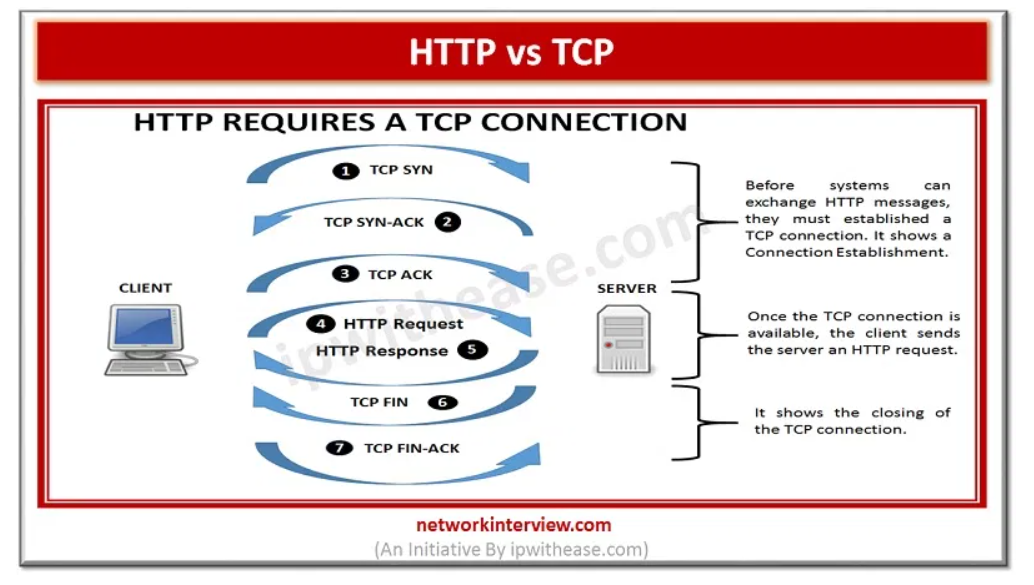 HTTP vs TCP
HTTP REQUIRES A TCP CONNECTION
1 TCP SYN
TCP SYN-ACK 2
3 TCP ACK
CLIENT
SERVER
4 HTTP Request
HTTP Response 5
TCP FIN 6
7 TCP FIN-ACK
Before systems can
exchange HTTP messages,
they must established a
TCP connection. It shows a
Connection Establishment.
Once the TCP connection is
available, the client sends
the server an HTTP request.
It shows the closing of
the TCP connection.
ipwithease.com
networkinterview.com
(An Initiative By ipwithease.com)